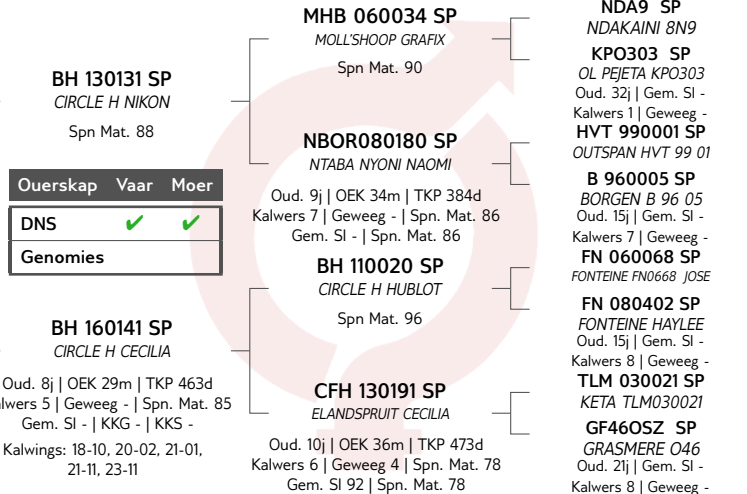 BH 130131 SP
CIRCLE H NIKON
Spn Mat. 88
Ouerskap Vaar Moer
DNS ✔ ✔
Genomies
BH 160141 SP
CIRCLE H CECILIA
Oud. 8j | OEK 29m | TKP 463d
lwers 5 | Geweeg - | Spn. Mat. 85
Gem. SI - | KKG - | KKS -
Kalwings: 18-10, 20-02, 21-01,
21-11, 23-11
MHB 060034 SP
MOLL'SHOOP GRAFIX
Spn Mat. 90
NBOR080180 SP
NTABA NYONI NAOMI
Oud. 9j | OEK 34m | TKP 384d
Kalwers 7 | Geweeg - | Spn. Mat. 86
Gem. SI - | Spn. Mat. 86
BH 110020 SP
CIRCLE H HUBLOT
Spn Mat. 96
CFH 130191 SP
ELANDSPRUIT CECILIA
Oud. 10j | OEK 36m | TKP 473d
Kalwers 6 | Geweeg 4 | Spn. Mat. 78
Gem. SI 92 | Spn. Mat. 78
NDA9 SP
NDAKAINI 8N9
KPO303 SP
OL PEJETA KPO303
Oud. 32j | Gem. SI -
Kalwers 1 | Geweeg -
HVT 990001 SP
OUTSPAN HVT 99 01
B 960005 SP
BORGEN B 96 05
Oud. 15j | Gem. SI -
Kalwers 7 | Geweeg -
FN 060068 SP
FONTEINE FN0668 JOSE
FN 080402 SP
FONTEINE HAYLEE
Oud. 15j | Gem. SI -
Kalwers 8 | Geweeg -
TLM 030021 SP
KETA TLM030021
GF46OSZ SP
GRASMERE O46
Oud. 21j | Gem. SI -
Kalwers 8 | Geweeg -